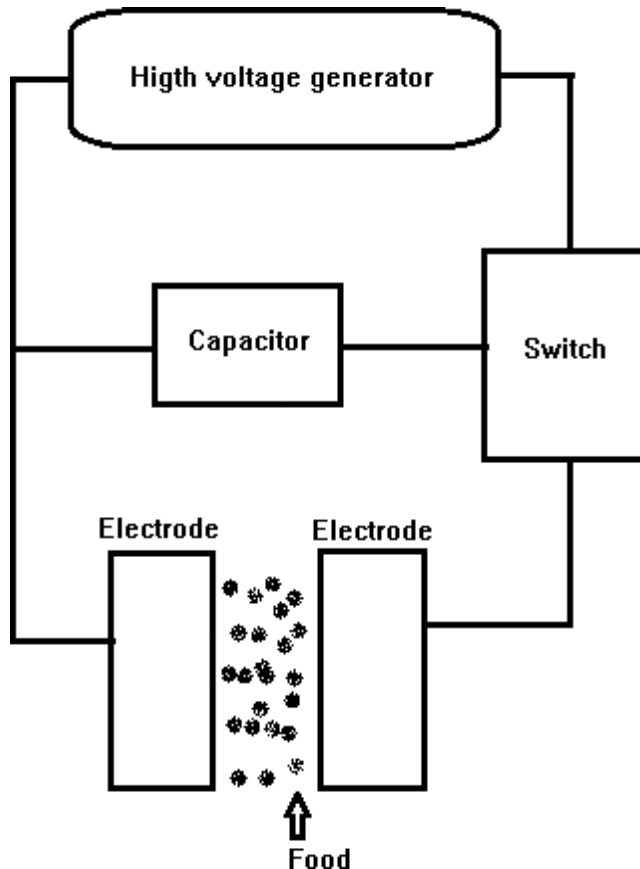 Higth voltage generator
Capacitor
Switch
Electrode
Electrode
Food